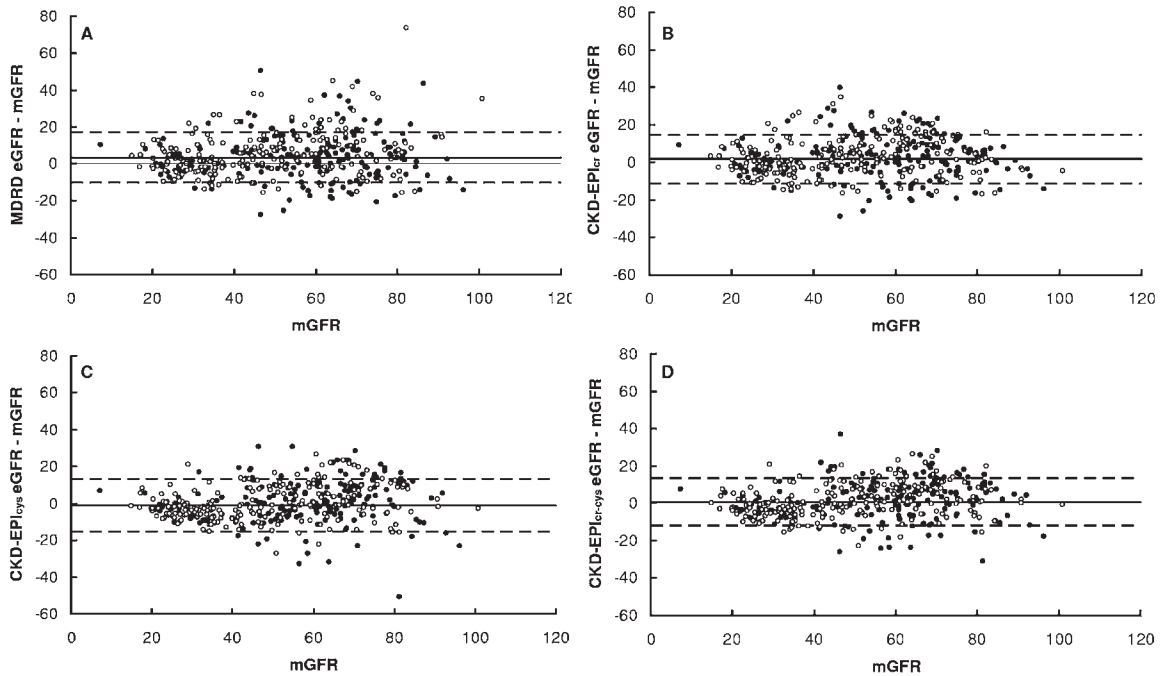 A
MDRD eGFR - mGFR
80
60
40
20
0
-20
-40
-60
0 20 40 60 80 100 120
mGFR
B
CKD-EPIcr eGFR - mGFR
80
60
40
20
0
-20
-40
-60
0 20 40 60 80 100 120
mGFR
C
CKD-EPIcys eGFR - mGFR
80
60
40
20
0
-20
-40
-60
0 20 40 60 80 100 120
mGFR
D
CKD-EPIcr-cys eGFR - mGFR
80
60
40
20
0
-20
-40
-60
0 20 40 60 80 100 120
mGFR